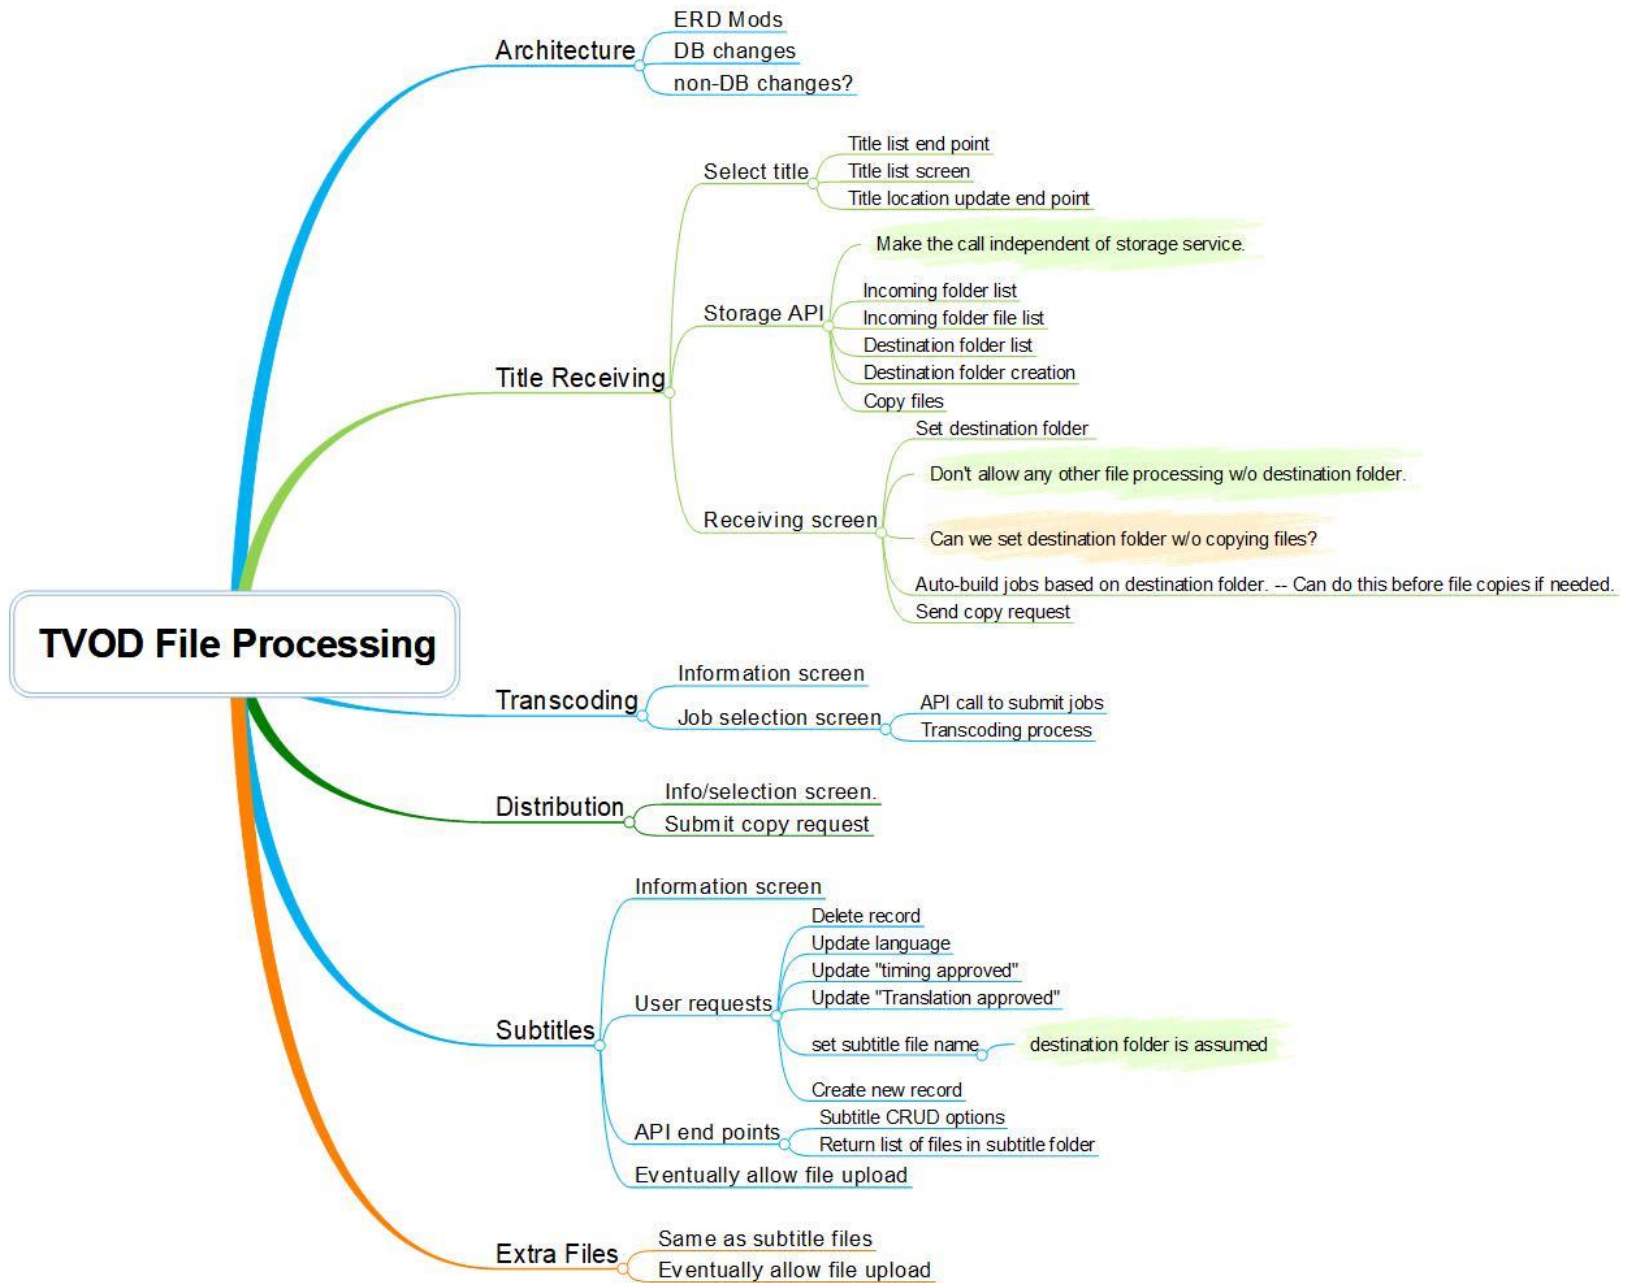 ERD Mods
Architecture
DB changes
non-DB changes?
Title list end point
Select title
Title list screen
Title location update end point
Make the call independent of storage service.
Incoming folder list
Storage API
Incoming folder file list
Destination folder list
Title Receiving
Destination folder creation
Copy files
Set destination folder
Don't allow any other file processing w/o destination folder.
Receiving screen
Can we set destination folder w/o copying files?
Auto-build jobs based on destination folder. -- Can do this before file copies if needed.
Send copy request
TVOD File Processing
Information screen
Transcoding
Job selection screen
API call to submit jobs
Transcoding process
Info/selection screen.
Distribution
Submit copy request
Information screen
Delete record
Update language
Update "timing approved"
User requests
Update "Translation approved"
Subtitles
set subtitle file name
destination folder is assumed
Create new record
Subtitle CRUD options
API end points
Return list of files in subtitle folder
Eventually allow file upload
Same as subtitle files
Extra Files
Eventually allow file upload